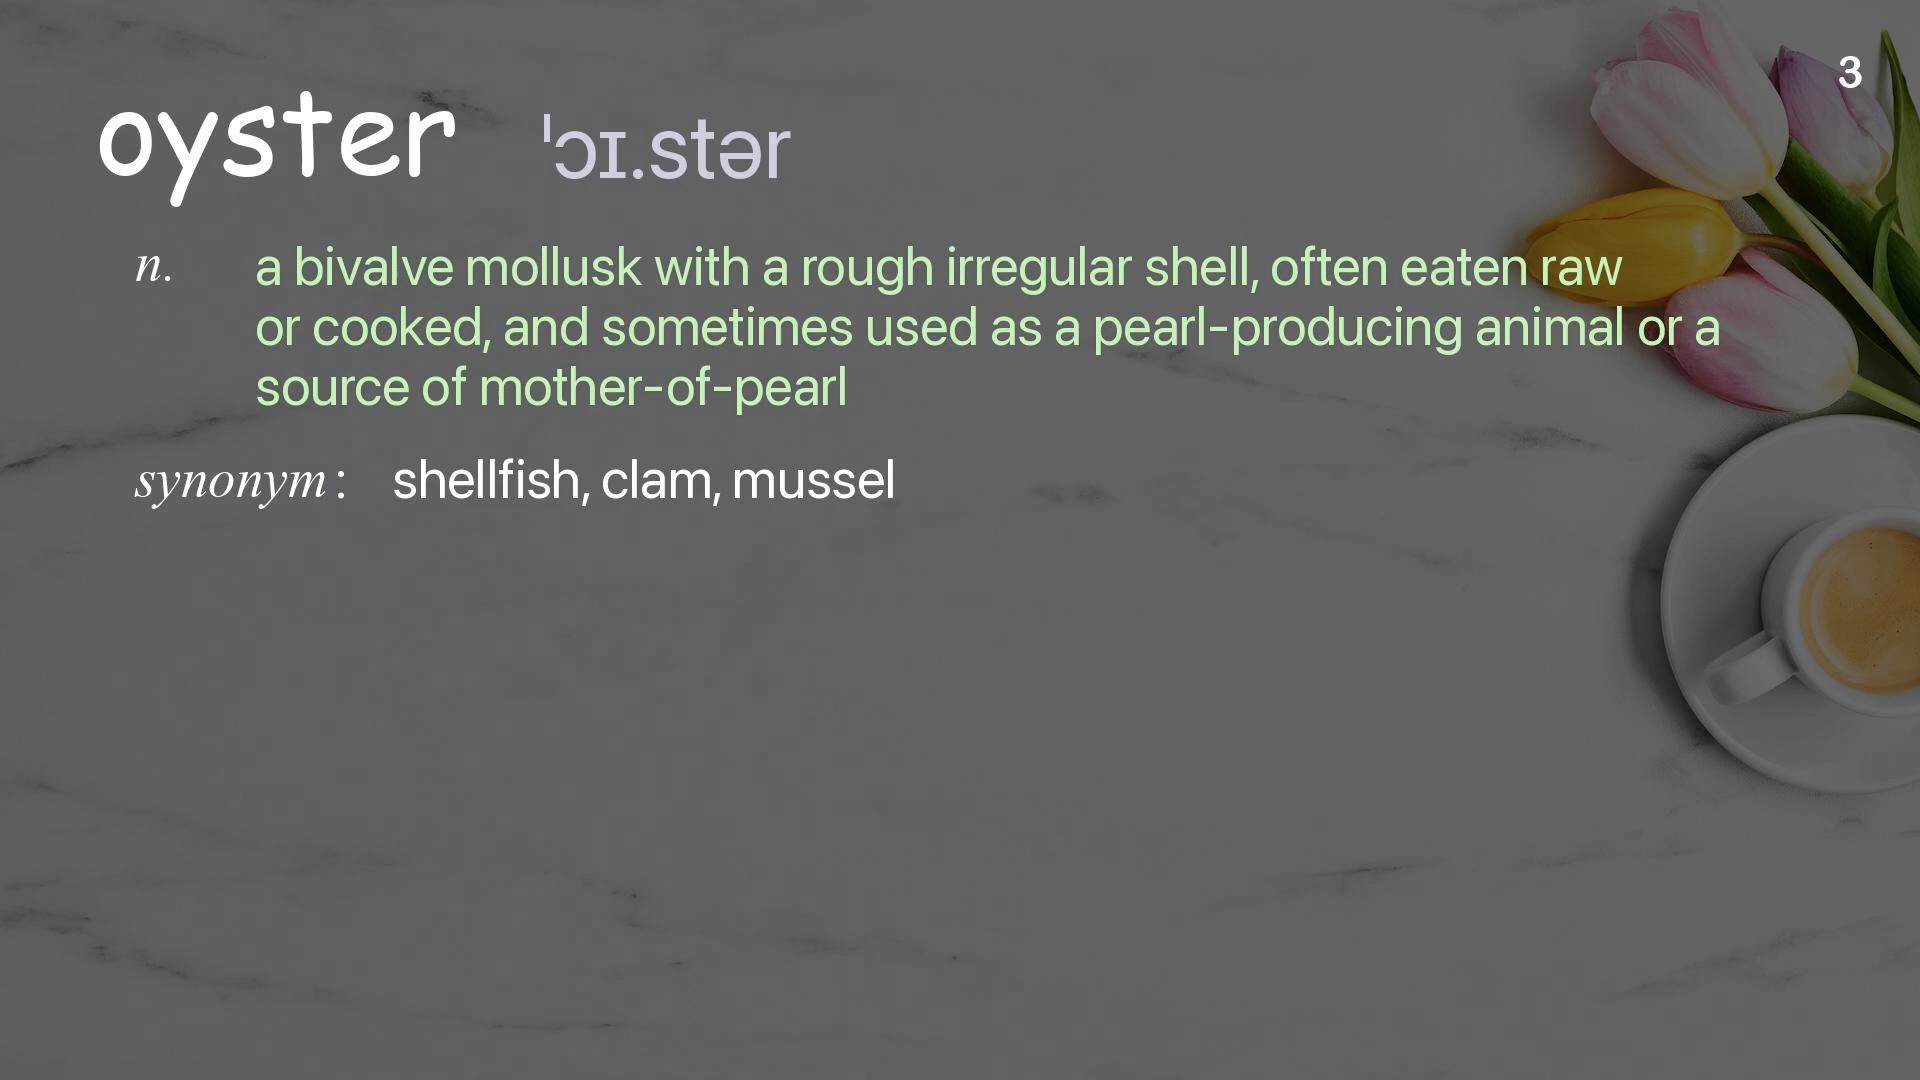 3
oyster ˈɔɪ.stər
n. a bivalve mollusk with a rough irregular shell, often eaten raw
or cooked, and sometimes used as a pearl-producing animal or a
source of mother-of-pearl
synonym: shellfish, clam, mussel